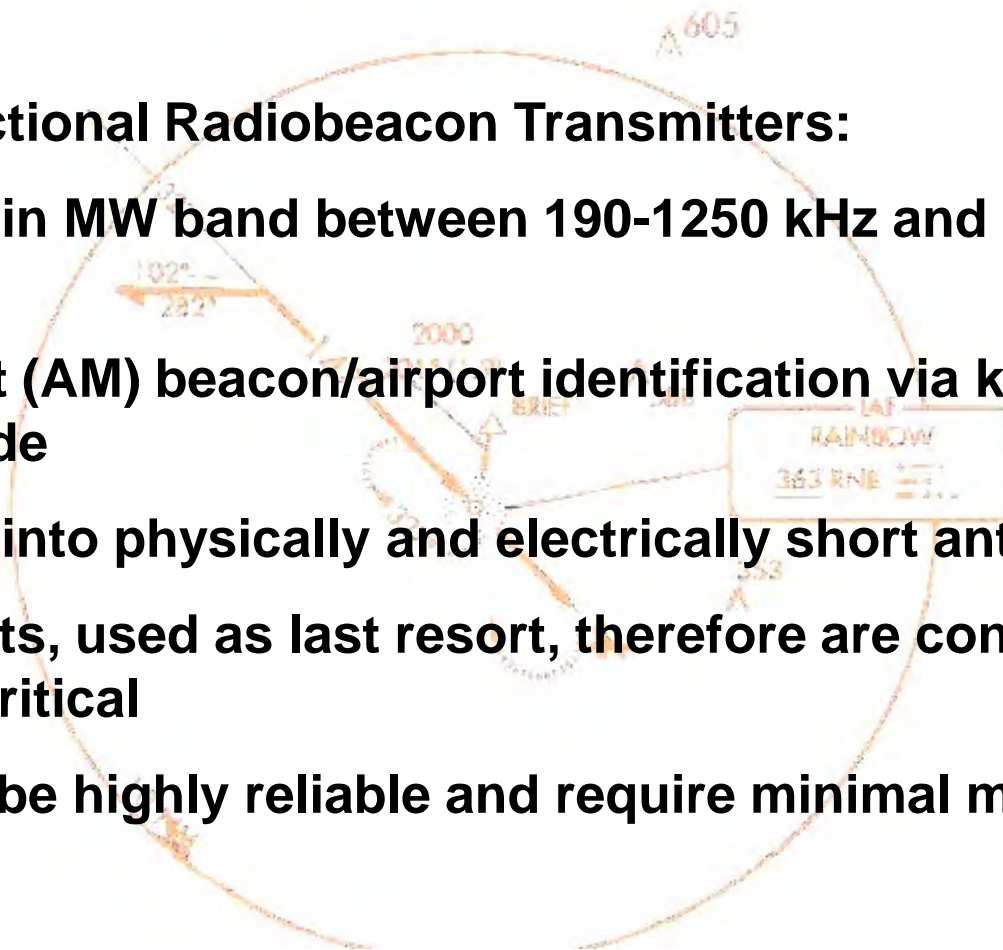 605
ctional Radiobeacon Transmitters:
in MW band between 190-1250 kHz and
102°
282°
2000
t (AM) beacon/airport identification via k
BRIEF
IAF
de
RAINBOW
363 RNB
into physically and electrically short ant
353
ts, used as last resort, therefore are con
ritical
be highly reliable and require minimal m